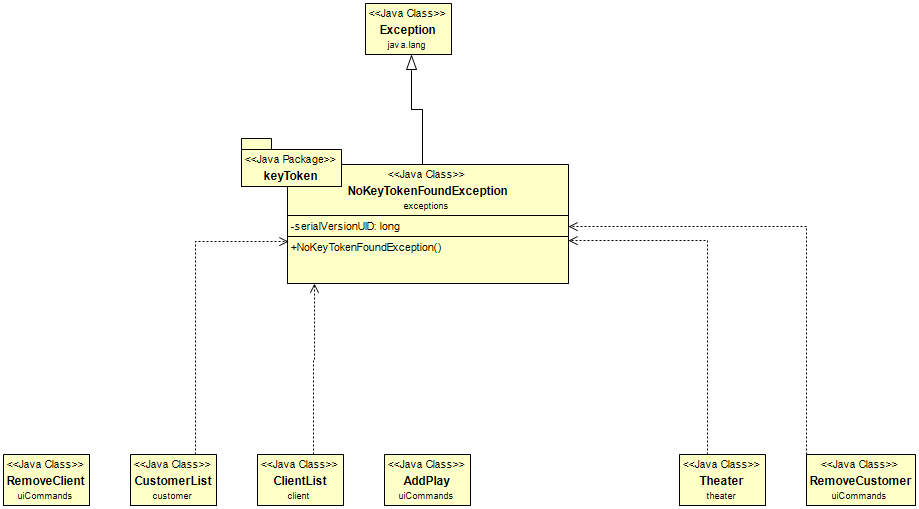 <<Java Class>>
Exception
java.lang
<<Java Package>>
keyToken
<<Java Class>>
NoKeyTokenFoundException
exceptions
-serialVersionUID: long
+NoKeyTokenFoundException()
<<Java Class>>
RemoveClient
uiCommands
<<Java Class>>
CustomerList
customer
<<Java Class>>
ClientList
client
<<Java Class>>
AddPlay
uiCommands
<<Java Class>>
Theater
theater
<<Java Class>>
RemoveCustomer
uiCommands